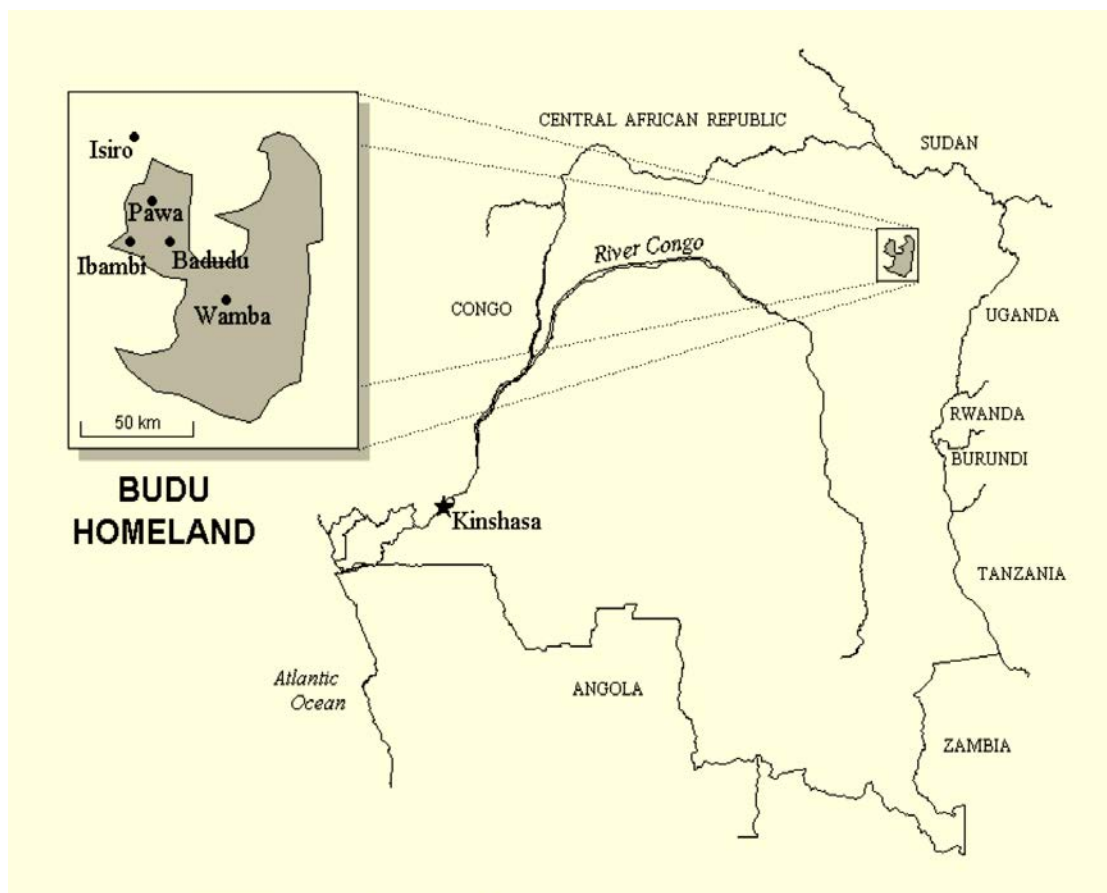 CENTRAL AFRICAN REPUBLIC
SUDAN
Isiro
Pawa
Ibambi
Badudu
Wamba
50 km
BUDU
HOMELAND
River Congo
CONGO
UGANDA
RWANDA
BURUNDI
Kinshasa
TANZANIA
Atlantic
Ocean
ANGOLA
ZAMBIA